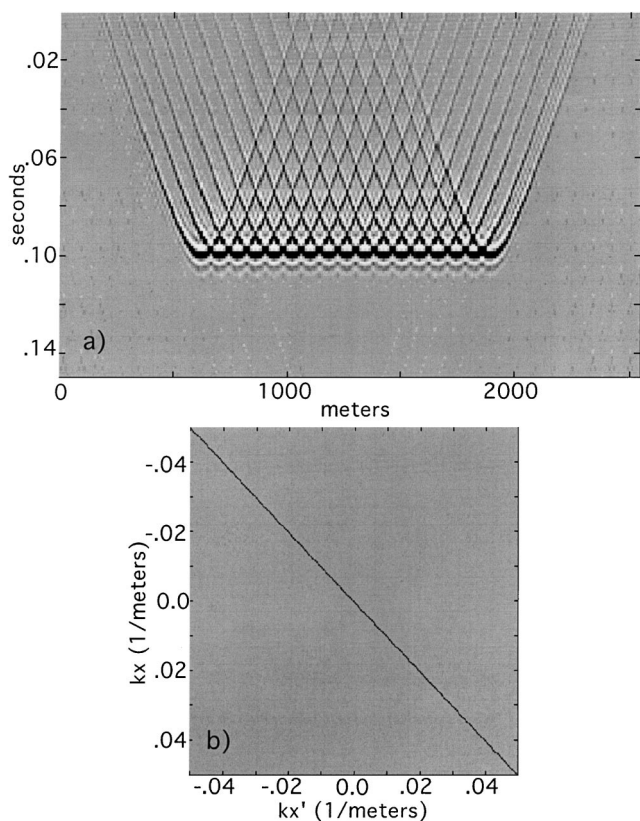 .02
.06
.10
.14
seconds
a)
0 1000 2000
meters
-.04
-.02
0.0
.02
.04
kx (1/meters)
b)
-.04 -.02 0.0 .02 .04
kx' (1/meters)